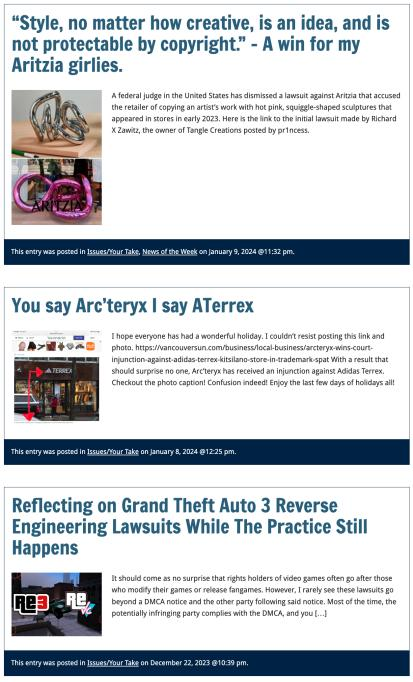 “Style, no matter how creative, is an idea, and is
not protectable by copyright.” – A win for my
Aritzia girlies.
A federal judge in the United States has dismissed a lawsuit against Aritzia that accused
the retailer of copying an artist’s work with hot pink, squiggle-shaped sculptures that
appeared in stores in early 2023. Here is the link to the initial lawsuit made by Richard
X Zawitz, the owner of Tangle Creations posted by pr1ncess.
ARITZIA
This entry was posted in Issues/Your Take, News of the Week on January 9, 2024 @11:32 pm.
You say Arc’teryx I say ATerrex
I hope everyone has had a wonderful holiday. I couldn’t resist posting this link and
photo. https://vancouversun.com/business/local-business/arcteryx-wins-court-
injunction-against-adidas-terrex-kitsilano-store-in-trademark-spat With a result that
should surprise no one, Arc’teryx has received an injunction against Adidas Terrex.
Checkout the photo caption! Confusion indeed! Enjoy the last few days of holidays all!
TERREX
This entry was posted in Issues/Your Take on January 8, 2024 @12:25 pm.
Reflecting on Grand Theft Auto 3 Reverse
Engineering Lawsuits While The Practice Still
Happens
It should come as no surprise that rights holders of video games often go after those
who modify their games or release fangames. However, I rarely see these lawsuits go
beyond a DMCA notice and the other party following said notice. Most of the time, the
potentially infringing party complies with the DMCA, and you […]
RE3 RE
This entry was posted in Issues/Your Take on December 22, 2023 @10:39 pm.